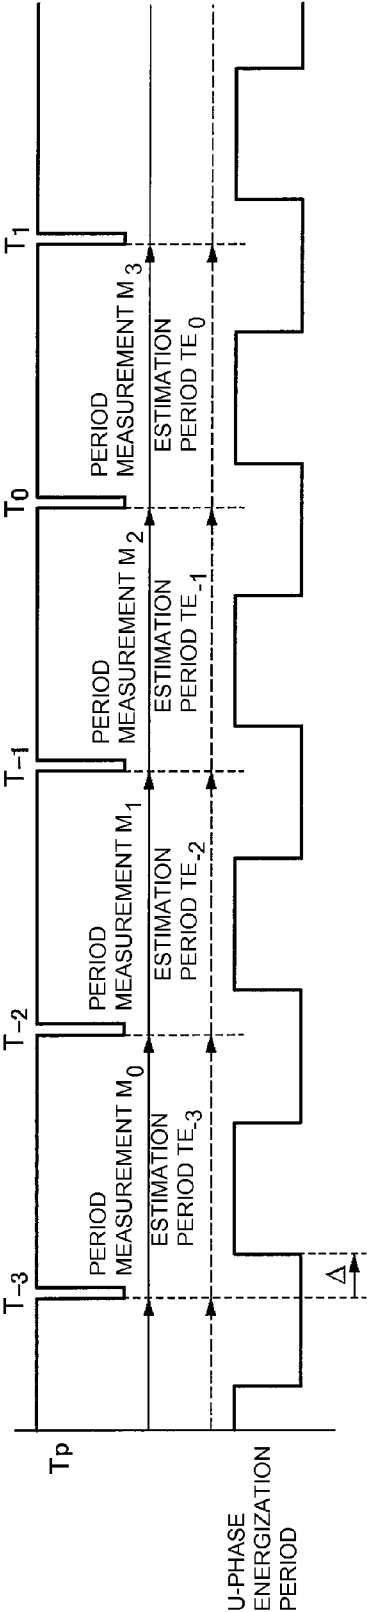 Tp
T-3
T-2
T-1
T0
T1
PERIOD
MEASUREMENT M0
PERIOD
MEASUREMENT M1
PERIOD
MEASUREMENT M2
PERIOD
MEASUREMENT M3
ESTIMATION
PERIOD TE-3
ESTIMATION
PERIOD TE-2
ESTIMATION
PERIOD TE-1
ESTIMATION
PERIOD TE0
U-PHASE
ENERGIZATION
PERIOD
Δ